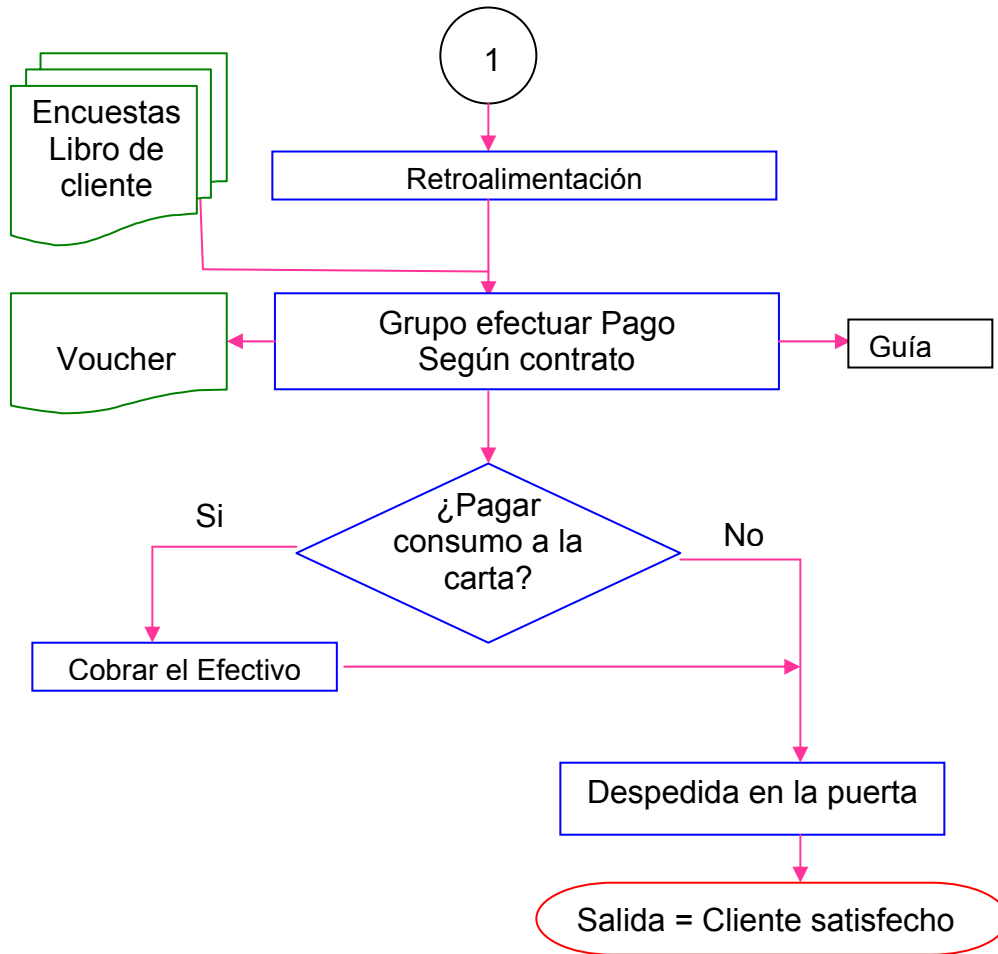 1
Encuestas
Libro de
cliente
Retroalimentación
Grupo efectuar Pago
Según contrato
Voucher
Guía
¿Pagar
consumo a la
carta?
Si
No
Cobrar el Efectivo
Despedida en la puerta
Salida = Cliente satisfecho